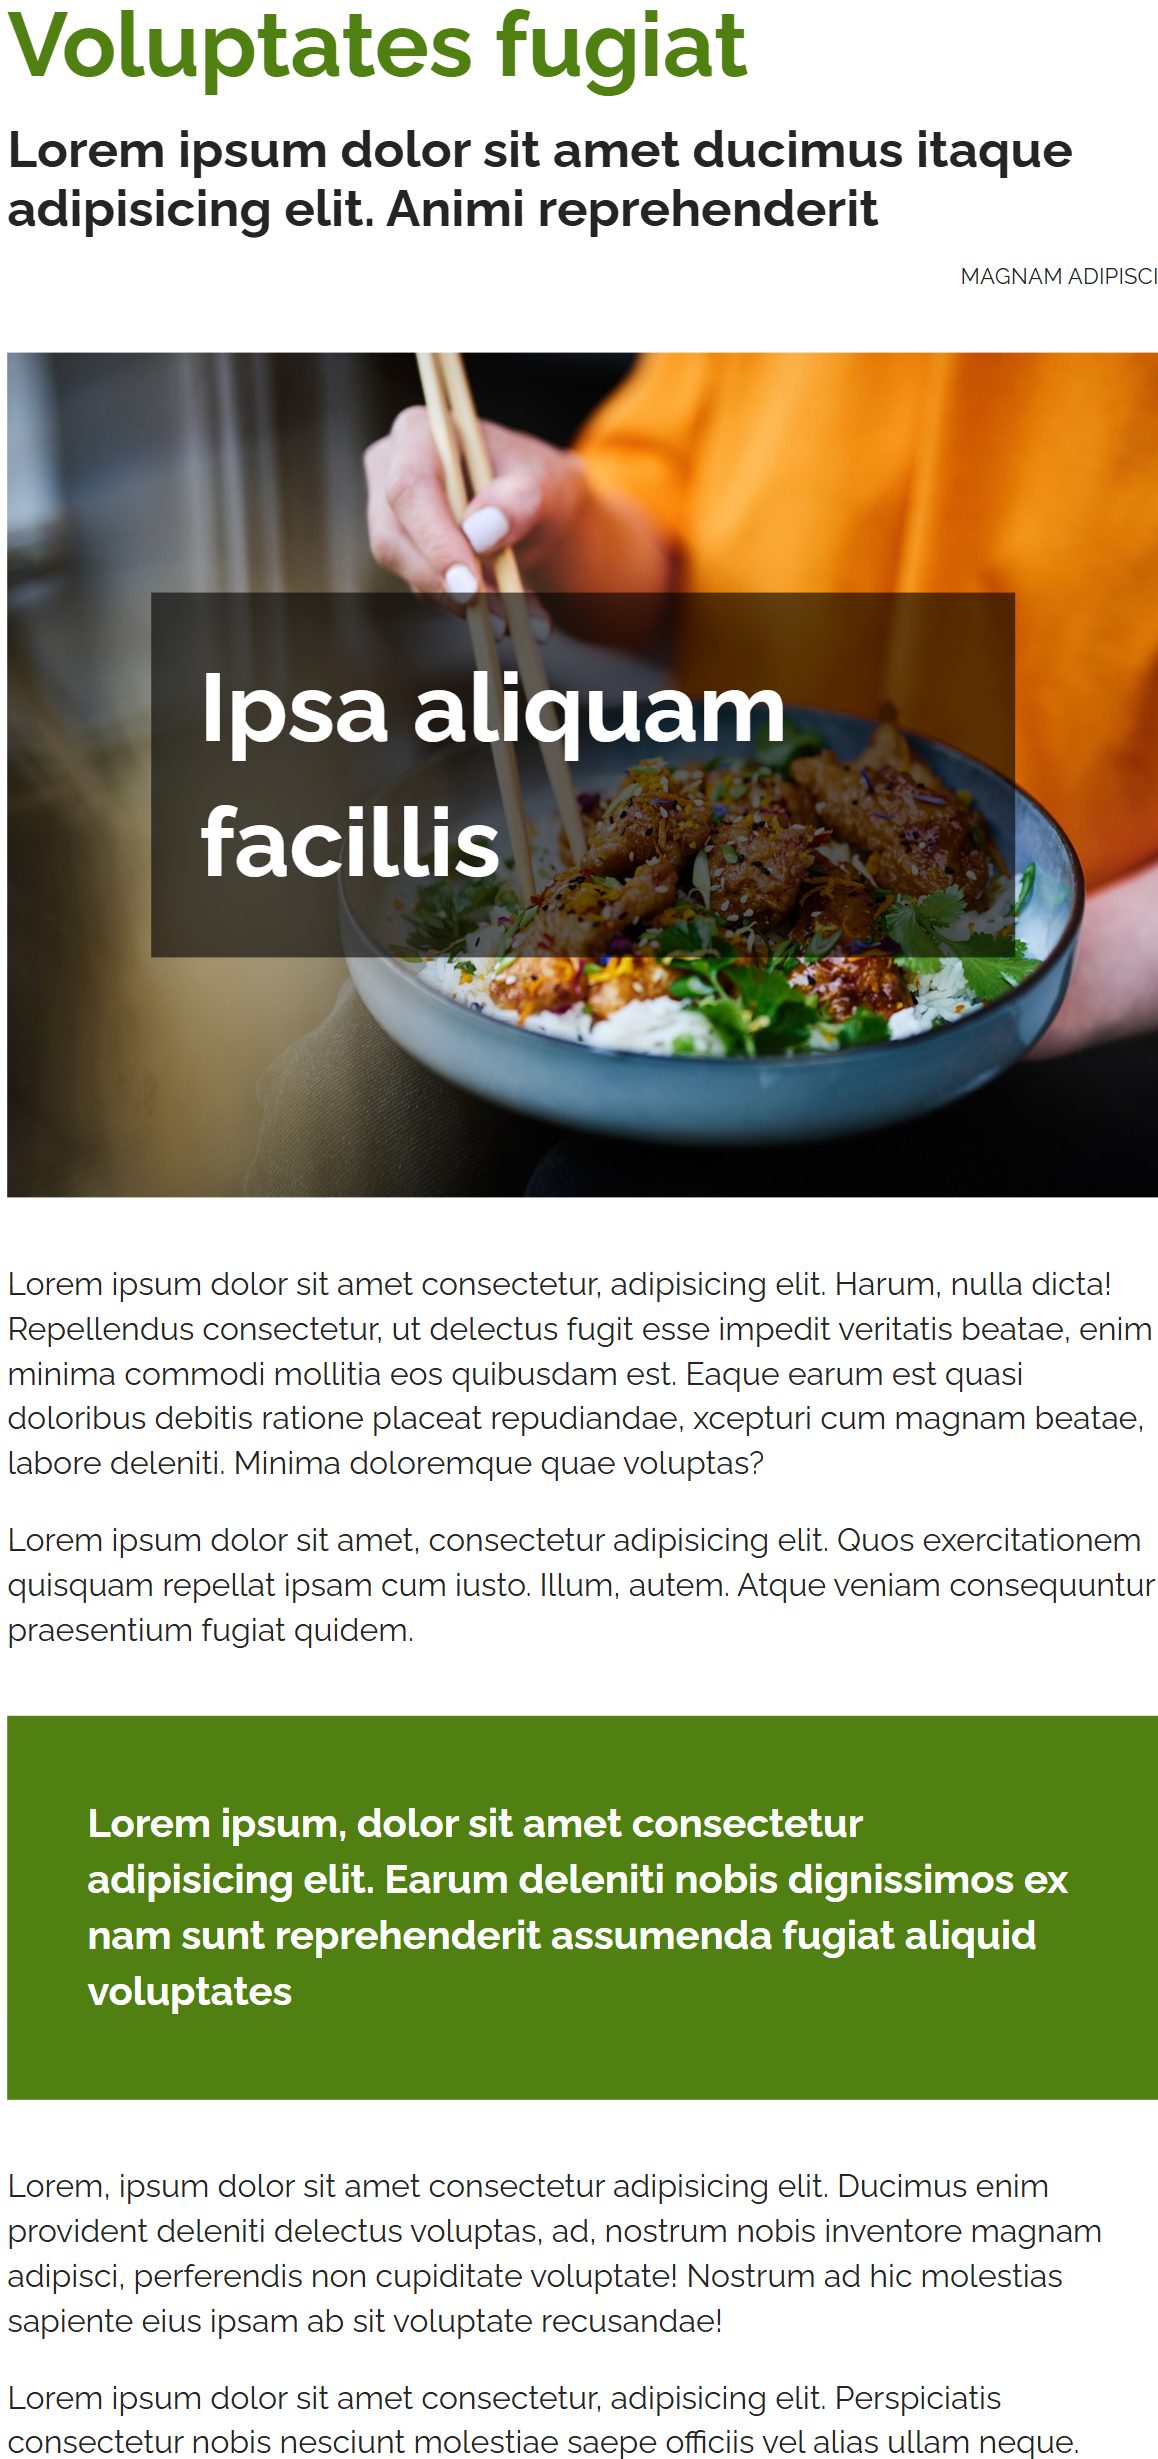 Voluptates fugiat
Lorem ipsum dolor sit amet ducimus itaque
adipisicing elit. Animi reprehenderit
MAGNAM ADIPISCI
Ipsa aliquam
facillis
Lorem ipsum dolor sit amet consectetur, adipisicing elit. Harum, nulla dicta!
Repellendus consectetur, ut delectus fugit esse impedit veritatis beatae, enim
minima commodi mollitia eos quibusdam est. Eaque earum est quasi
doloribus debitis ratione placeat repudiandae, xcepturi cum magnam beatae,
labore deleniti. Minima doloremque quae voluptas?
Lorem ipsum dolor sit amet, consectetur adipisicing elit. Quos exercitationem
quisquam repellat ipsam cum iusto. Illum, autem. Atque veniam consequuntur
praesentium fugiat quidem.
Lorem ipsum, dolor sit amet consectetur
adipisicing elit. Earum deleniti nobis dignissimos ex
nam sunt reprehenderit assumenda fugiat aliquid
voluptates
Lorem, ipsum dolor sit amet consectetur adipisicing elit. Ducimus enim
provident deleniti delectus voluptas, ad, nostrum nobis inventore magnam
adipisci, perferendis non cupiditate voluptate! Nostrum ad hic molestias
sapiente eius ipsam ab sit voluptate recusandae!
Lorem ipsum dolor sit amet consectetur, adipisicing elit. Perspiciatis
consectetur nobis nesciunt molestiae saepe officiis vel alias ullam neque.